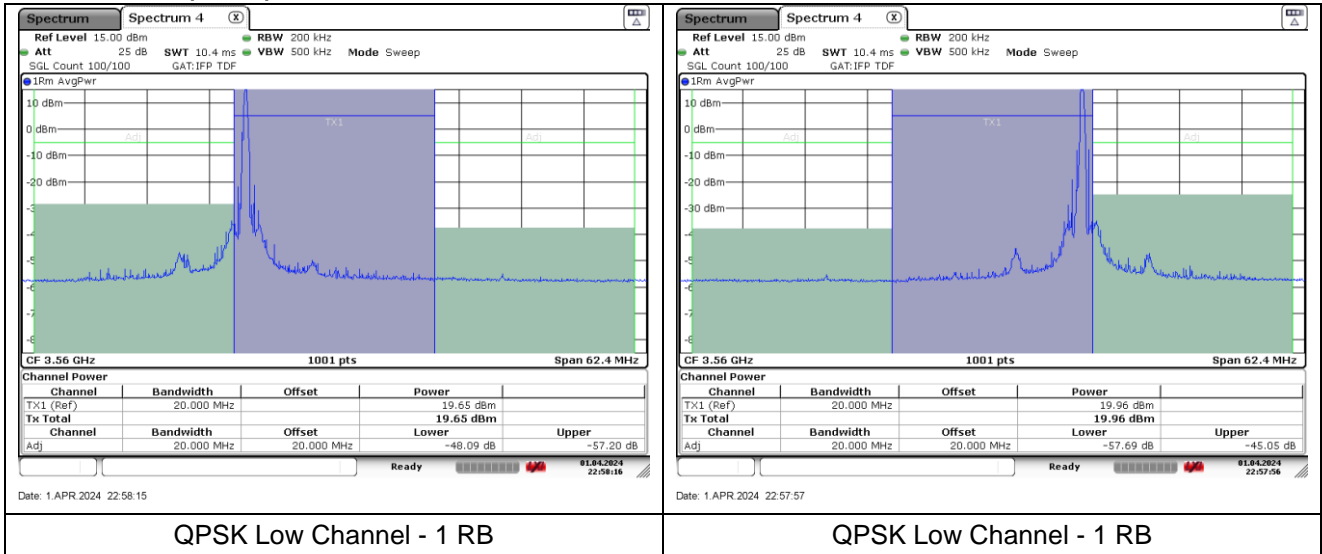 Spectrum Spectrum 4 X
Ref Level 15.00 dBm RBW 200 kHz
Att 25 dB SWT 10.4 ms VBW 500 kHz Mode Sweep
SGL Count 100/100 GAT:IFP TDF
1Rm AvgPwr
10 dBm
TX1
0 dBm
Adj Adj
-10 dBm
-20 dBm
-3
-4
-5
-6
-7
-8
CF 3.56 GHz 1001 pts Span 62.4 MHz
Channel Power
Channel Bandwidth Offset Power
TX1 (Ref) 20.000 MHz 19.65 dBm
Tx Total 19.65 dBm
Channel Bandwidth Offset Lower Upper
Adj 20.000 MHz 20.000 MHz -48.09 dB -57.20 dB
Ready 01.04.2024
22:58:16
Date: 1.APR.2024 22:58:15
QPSK Low Channel - 1 RB
Spectrum Spectrum 4 X
Ref Level 15.00 dBm RBW 200 kHz
Att 25 dB SWT 10.4 ms VBW 500 kHz Mode Sweep
SGL Count 100/100 GAT:IFP TDF
1Rm AvgPwr
10 dBm
TX1
0 dBm
Adj Adj
-10 dBm
-20 dBm
-30 dBm
-4
-5
-6
-7
-8
CF 3.56 GHz 1001 pts Span 62.4 MHz
Channel Power
Channel Bandwidth Offset Power
TX1 (Ref) 20.000 MHz 19.96 dBm
Tx Total 19.96 dBm
Channel Bandwidth Offset Lower Upper
Adj 20.000 MHz 20.000 MHz -57.69 dB -45.05 dB
Ready 01.04.2024
22:57:56
Date: 1.APR.2024 22:57:57
QPSK Low Channel - 1 RB